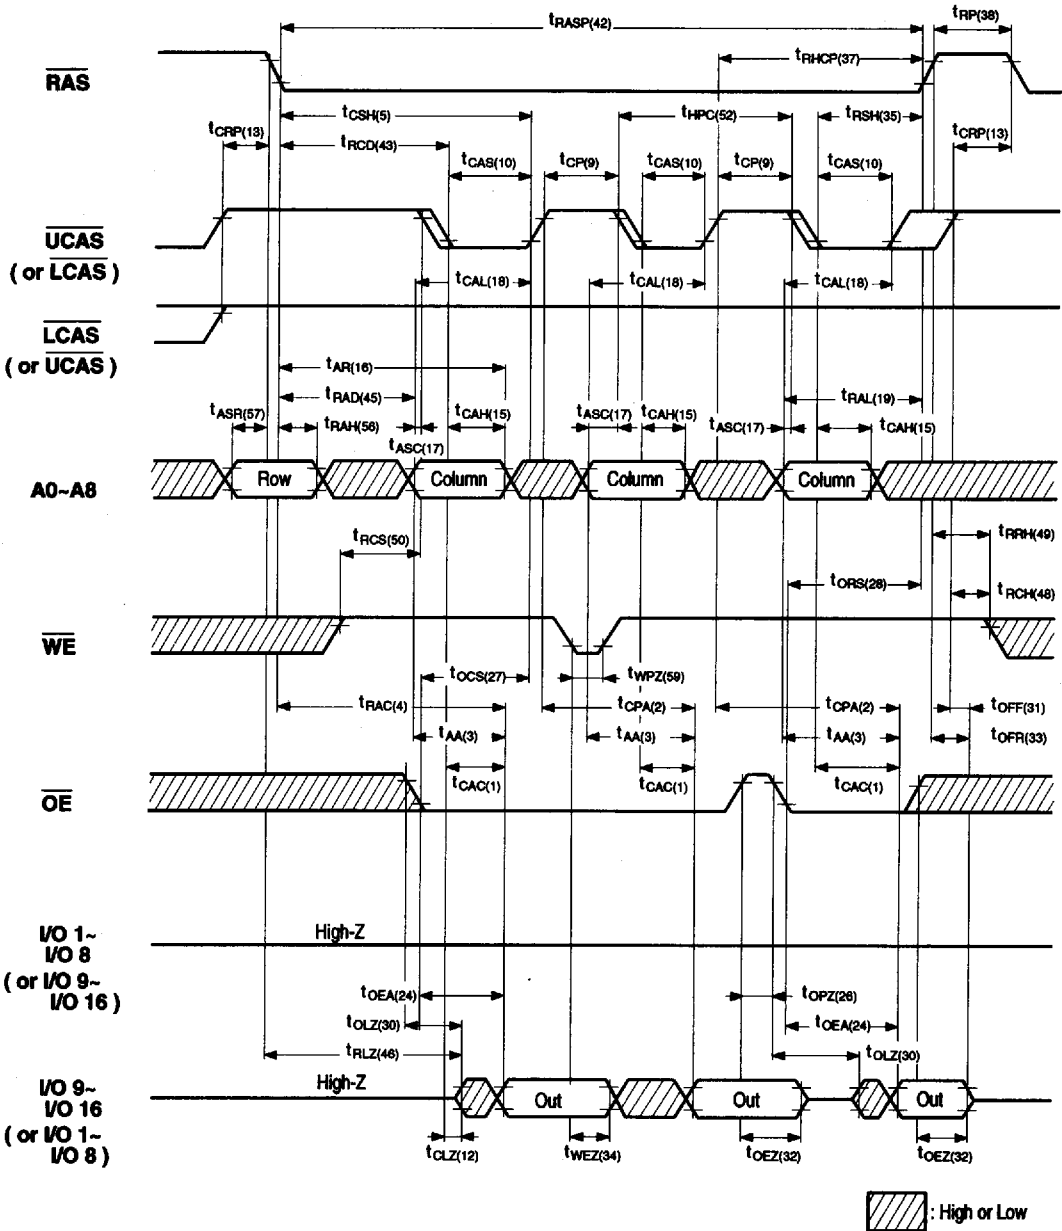 tRASP(42)
tRP(38)
RAS
tRHCP(37)
tCSH(5)
tHPC(52)
tRSH(35)
tCRP(13)
tRCD(43)
tCRP(13)
tCAS(10)
tCP(9)
tCAS(10)
tCP(9)
tCAS(10)
UCAS
( or LCAS )
tCAL(18)
tCAL(18)
tCAL(18)
LCAS
( or UCAS )
tAR(16)
tRAD(45)
tRAL(19)
tASR(57)
tRAH(56)
tCAH(15)
tASC(17)
tCAH(15)
tASC(17)
tCAH(15)
tASC(17)
A0~A8
Row
Column
Column
Column
tRCS(50)
tRRH(49)
tORS(28)
tRCH(48)
WE
tOCS(27)
tWPZ(59)
tRAC(4)
tCPA(2)
tCPA(2)
tOFF(31)
tAA(3)
tAA(3)
tAA(3)
tOFR(33)
tCAC(1)
tCAC(1)
tCAC(1)
OE
I/O 1~
I/O 8
( or I/O 9~
I/O 16 )
High-Z
tOEA(24)
tOPZ(26)
tOLZ(30)
tOEA(24)
tRLZ(46)
tOLZ(30)
I/O 9~
I/O 16
( or I/O 1~
I/O 8 )
High-Z
Out
Out
Out
tCLZ(12)
tWEZ(34)
tOEZ(32)
tOEZ(32)
: High or Low